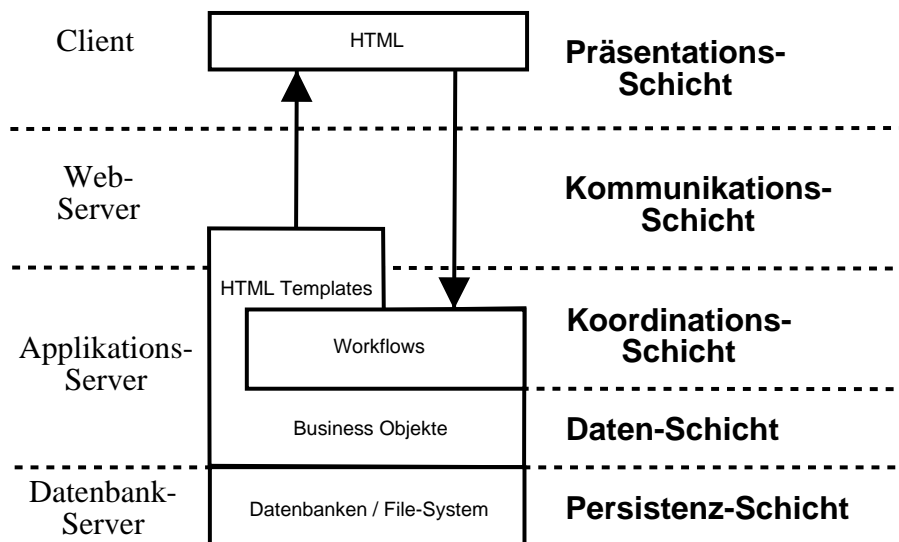 Client
HTML
Präsentations-
Schicht
Web-
Server
Kommunikations-
Schicht
HTML Templates
Applikations-
Server
Workflows
Koordinations-
Schicht
Business Objekte
Daten-Schicht
Datenbank-
Server
Datenbanken / File-System
Persistenz-Schicht